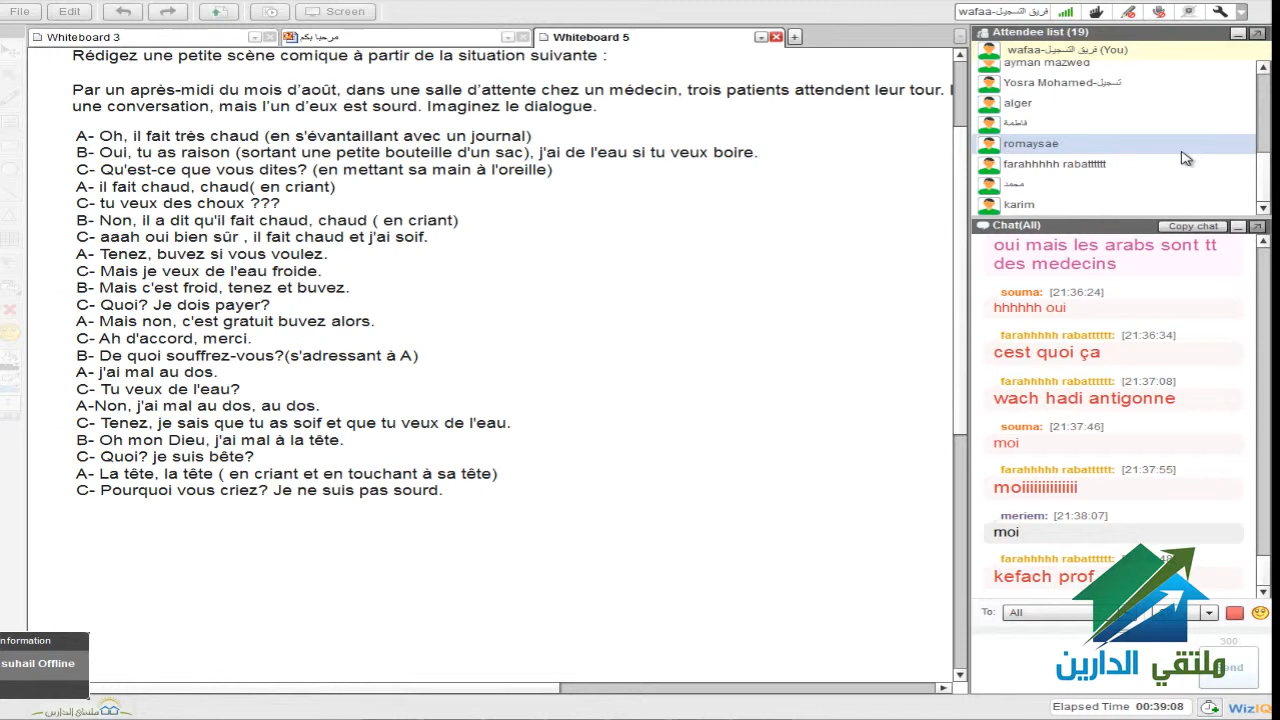 File
Edit
Screen
wafaa-فريق التسجيل
Whiteboard 3
مرحبا بكم
Whiteboard 5
Rédigez une petite scène comique à partir de la situation suivante :
Par un après-midi du mois d'août, dans une salle d'attente chez un médecin, trois patients attendent leur tour.
une conversation, mais l'un d'eux est sourd. Imaginez le dialogue.
A- Oh, il fait très chaud (en s'évantaillant avec un journal)
B- Oui, tu as raison (sortant une petite bouteille d'un sac), j'ai de l'eau si tu veux boire.
C- Qu'est-ce que vous dites? (en mettant sa main à l'oreille)
A- il fait chaud, chaud( en criant)
C- tu veux des choux ???
B- Non, il a dit qu'il fait chaud, chaud ( en criant)
C- aaah oui bien sûr , il fait chaud et j'ai soif.
A- Tenez, buvez si vous voulez.
C- Mais je veux de l'eau froide.
B- Mais c'est froid, tenez et buvez.
C- Quoi? Je dois payer?
A- Mais non, c'est gratuit buvez alors.
C- Ah d'accord, merci.
B- De quoi souffrez-vous?(s'adressant à A)
A- j'ai mal au dos.
C- Tu veux de l'eau?
A-Non, j'ai mal au dos, au dos.
C- Tenez, je sais que tu as soif et que tu veux de l'eau.
B- Oh mon Dieu, j'ai mal à la tête.
C- Quoi? je suis bête?
A- La tête, la tête ( en criant et en touchant à sa tête)
C- Pourquoi vous criez? Je ne suis pas sourd.
Attendee list (19)
wafaa-فريق التسجيل (You)
ayman mazwed
Yosra Mohamed-تسجيل
alger
فاطمة
romaysae
farahhhhh rabatttttt
محمد
karim
Chat(All)
Copy chat
oui mais les arabs sont tt
des medecins
souma: [21:36:24]
hhhhhh oui
farahhhhh rabatttttt: [21:36:34]
cest quoi ça
farahhhhh rabatttttt: [21:37:08]
wach hadi antigonne
souma: [21:37:46]
moi
farahhhhh rabatttttt: [21:37:55]
moiiiiiiiiiiiiii
meriem: [21:38:07]
moi
farahhhhh rabatttttt:
kefach prof
To:
All
300
ملتقي الدارين
nformation
suhail Offline
Elapsed Time 00:39:08
WizIQ